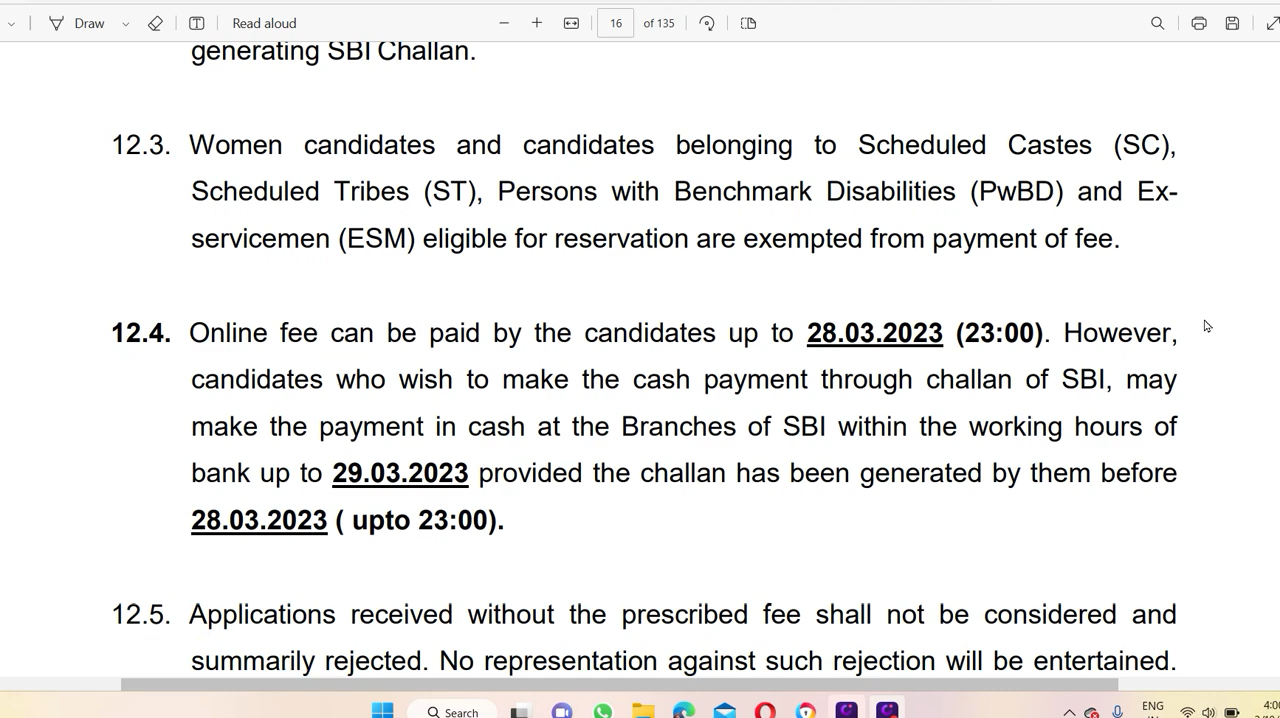 Draw
Read aloud
16 of 135
generating SBI Challan.
12.3. Women candidates and candidates belonging to Scheduled Castes (SC),
Scheduled Tribes (ST), Persons with Benchmark Disabilities (PwBD) and Ex-
servicemen (ESM) eligible for reservation are exempted from payment of fee.
12.4. Online fee can be paid by the candidates up to 28.03.2023 (23:00). However,
candidates who wish to make the cash payment through challan of SBI, may
make the payment in cash at the Branches of SBI within the working hours of
bank up to 29.03.2023 provided the challan has been generated by them before
28.03.2023 ( upto 23:00).
12.5. Applications received without the prescribed fee shall not be considered and
summarily rejected. No representation against such rejection will be entertained.
Search
ENG